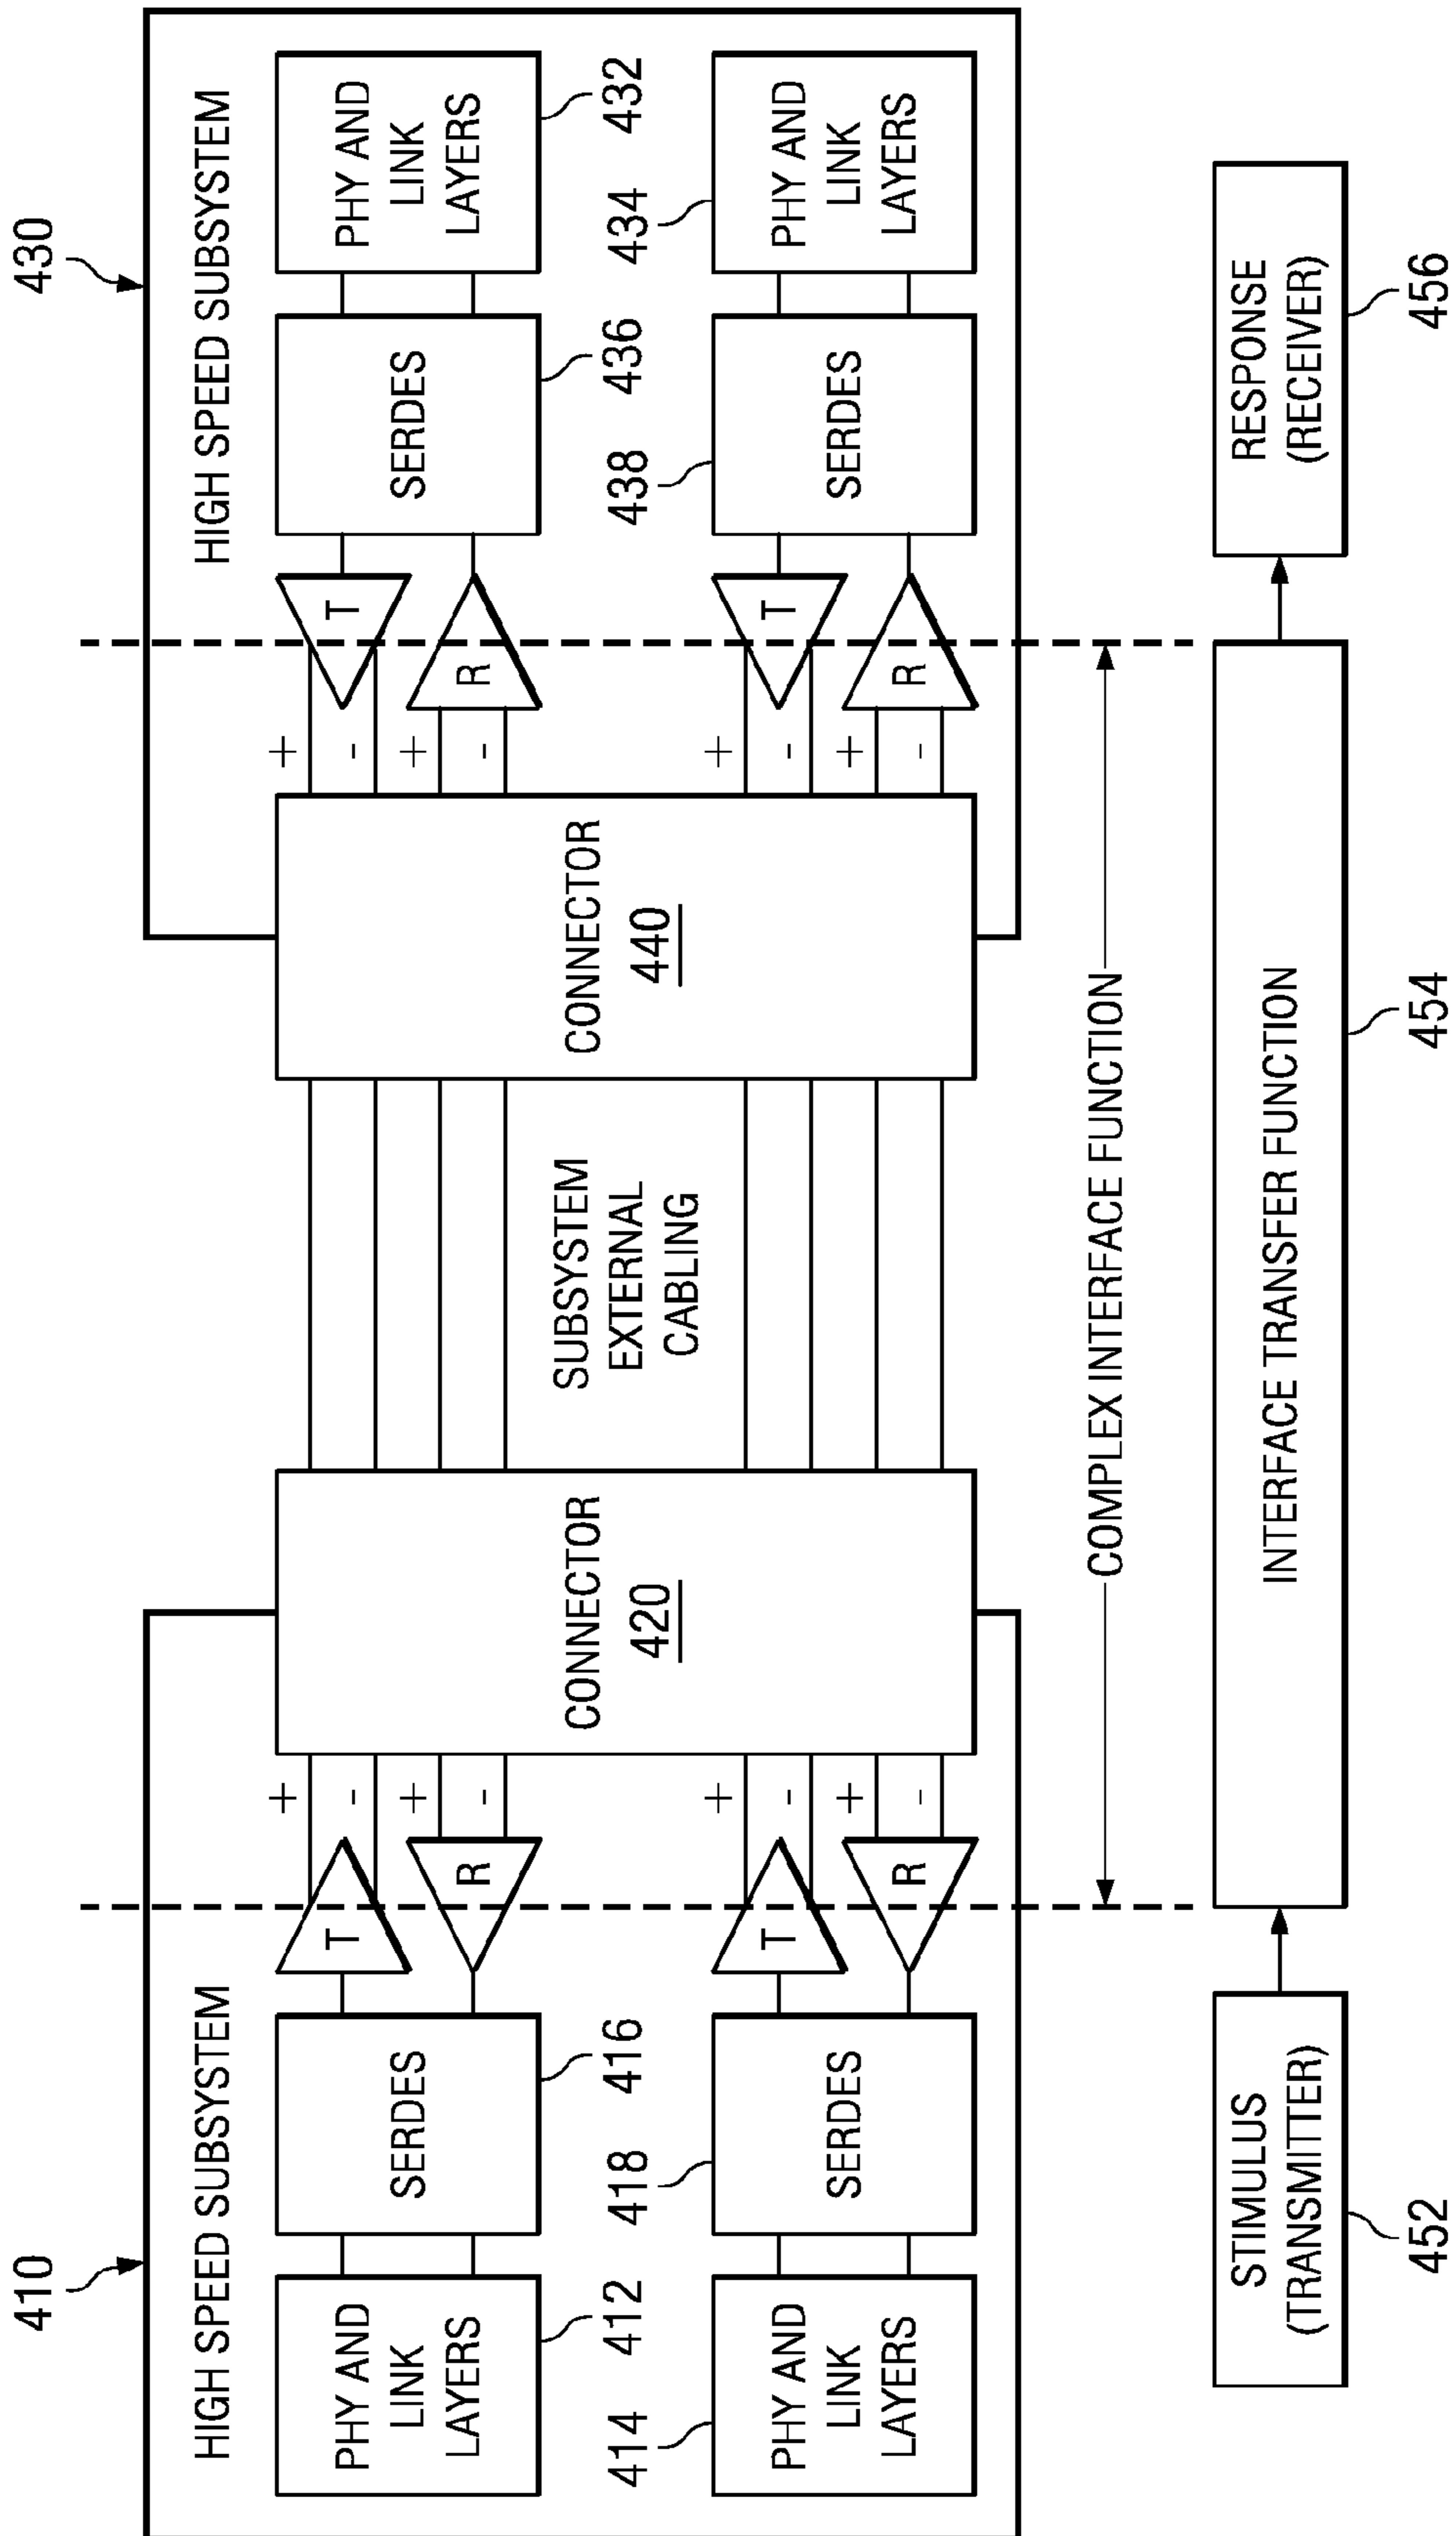 410
430
HIGH SPEED SUBSYSTEM
HIGH SPEED SUBSYSTEM
PHY AND
LINK
LAYERS
SERDES
T
R
+
-
+
-
+
-
+
-
T
R
SERDES
PHY AND
LINK
LAYERS
412
416
CONNECTOR
420
SUBSYSTEM
EXTERNAL
CABLING
CONNECTOR
440
436
432
414
418
438
434
PHY AND
LINK
LAYERS
SERDES
T
R
+
-
+
-
+
-
+
-
T
R
SERDES
PHY AND
LINK
LAYERS
COMPLEX INTERFACE FUNCTION
STIMULUS
(TRANSMITTER)
INTERFACE TRANSFER FUNCTION
RESPONSE
(RECEIVER)
452
454
456